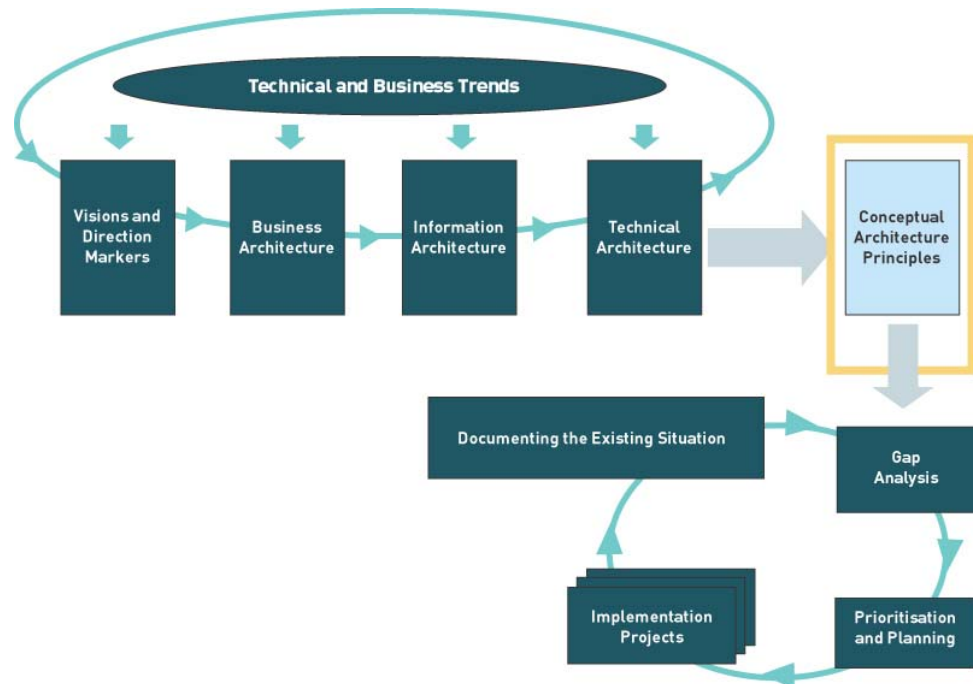 Technical and Business Trends
Visions and
Direction
Markers
Business
Architecture
Information
Architecture
Technical
Architecture
Conceptual
Architecture
Principles
Documenting the Existing Situation
Gap
Analysis
Implementation
Projects
Prioritisation
and Planning